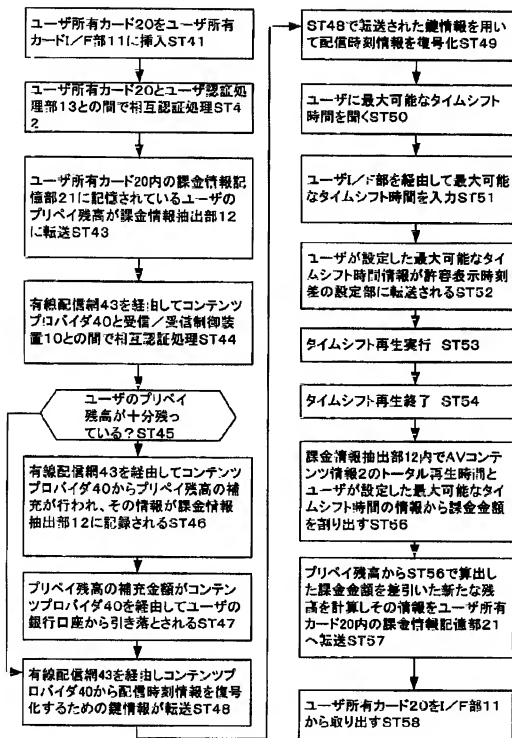 ユーザ所有カード20をユーザ所有
カードI/F部11に挿入ST41
ユーザ所有カード20とユーザ認証処
理部13との間で相互認証処理ST4
2
ユーザ所有カード20内の課金情報記
憶部21に記憶されているユーザの
プリペイ残高が課金情報抽出部12
に転送ST43
有線配信網43を経由してコンテンツ
プロバイダ40と受信/受信制御装
置10との間で相互認証処理ST44
ユーザのプリペイ
残高が十分残っ
ている?ST45
有線配信網43を経由してコンテンツ
プロバイダ40からプリペイ残高の補
充が行われ、その情報が課金情報
抽出部12に記録されるST46
プリペイ残高の補充金額がコンテ
ンツプロバイダ40を経由してユーザの
銀行口座から引き落とされるST47
有線配信網43を経由しコンテンツプ
ロバイダ40から配信時刻情報を復号
化するための鍵情報が転送ST48
ST48で転送された鍵情報を用い
て配信時刻情報を復号化ST49
ユーザに最大可能なタイムシフト
時間を聞くST50
ユーザI/F部を経由して最大可能
なタイムシフト時間を入力ST51
ユーザが設定した最大可能なタイ
ムシフト時間情報が許容表示時刻
差の設定部に転送されるST52
タイムシフト再生実行 ST53
タイムシフト再生終了 ST54
課金情報抽出部12内でAVコンテ
ンツ情報2のトータル再生時間と
ユーザが設定した最大可能なタイ
ムシフト時間の情報から課金金額
を割り出すST56
プリペイ残高からST56で算出し
た課金金額を差引いた新たな残
高を計算しその情報をユーザ所有
カード20内の課金情報記憶部21
へ転送ST57
ユーザ所有カード20をI/F部11
から取り出すST58